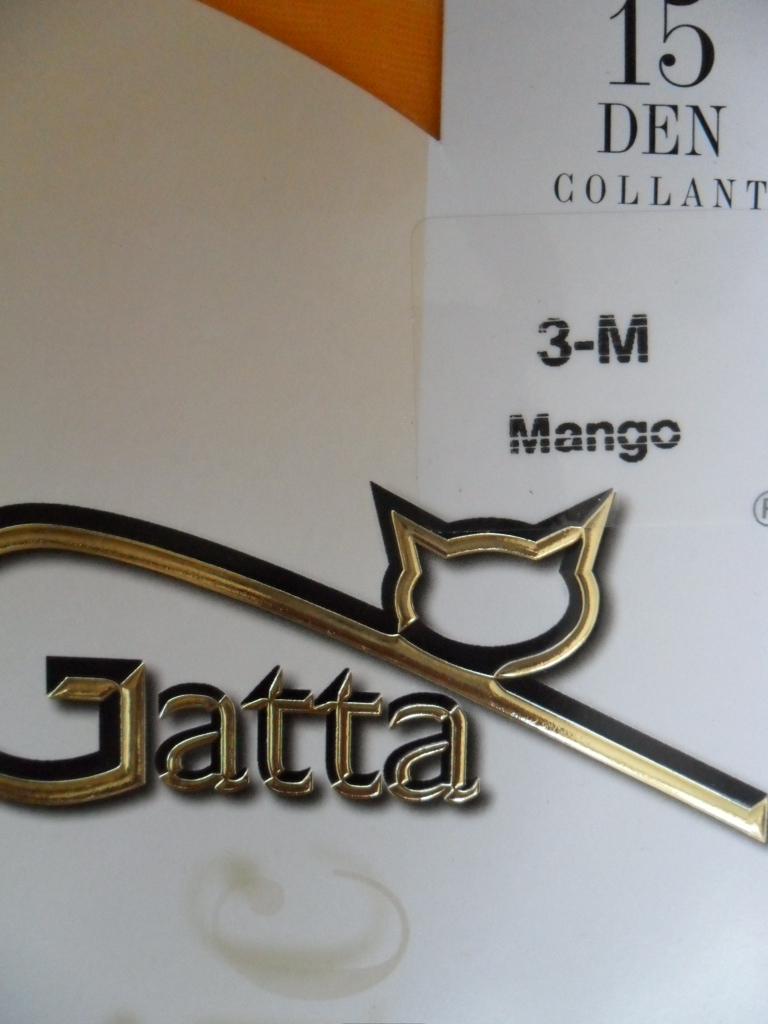 15
DEN
COLLANT
3-M
Mango
®
Gatta